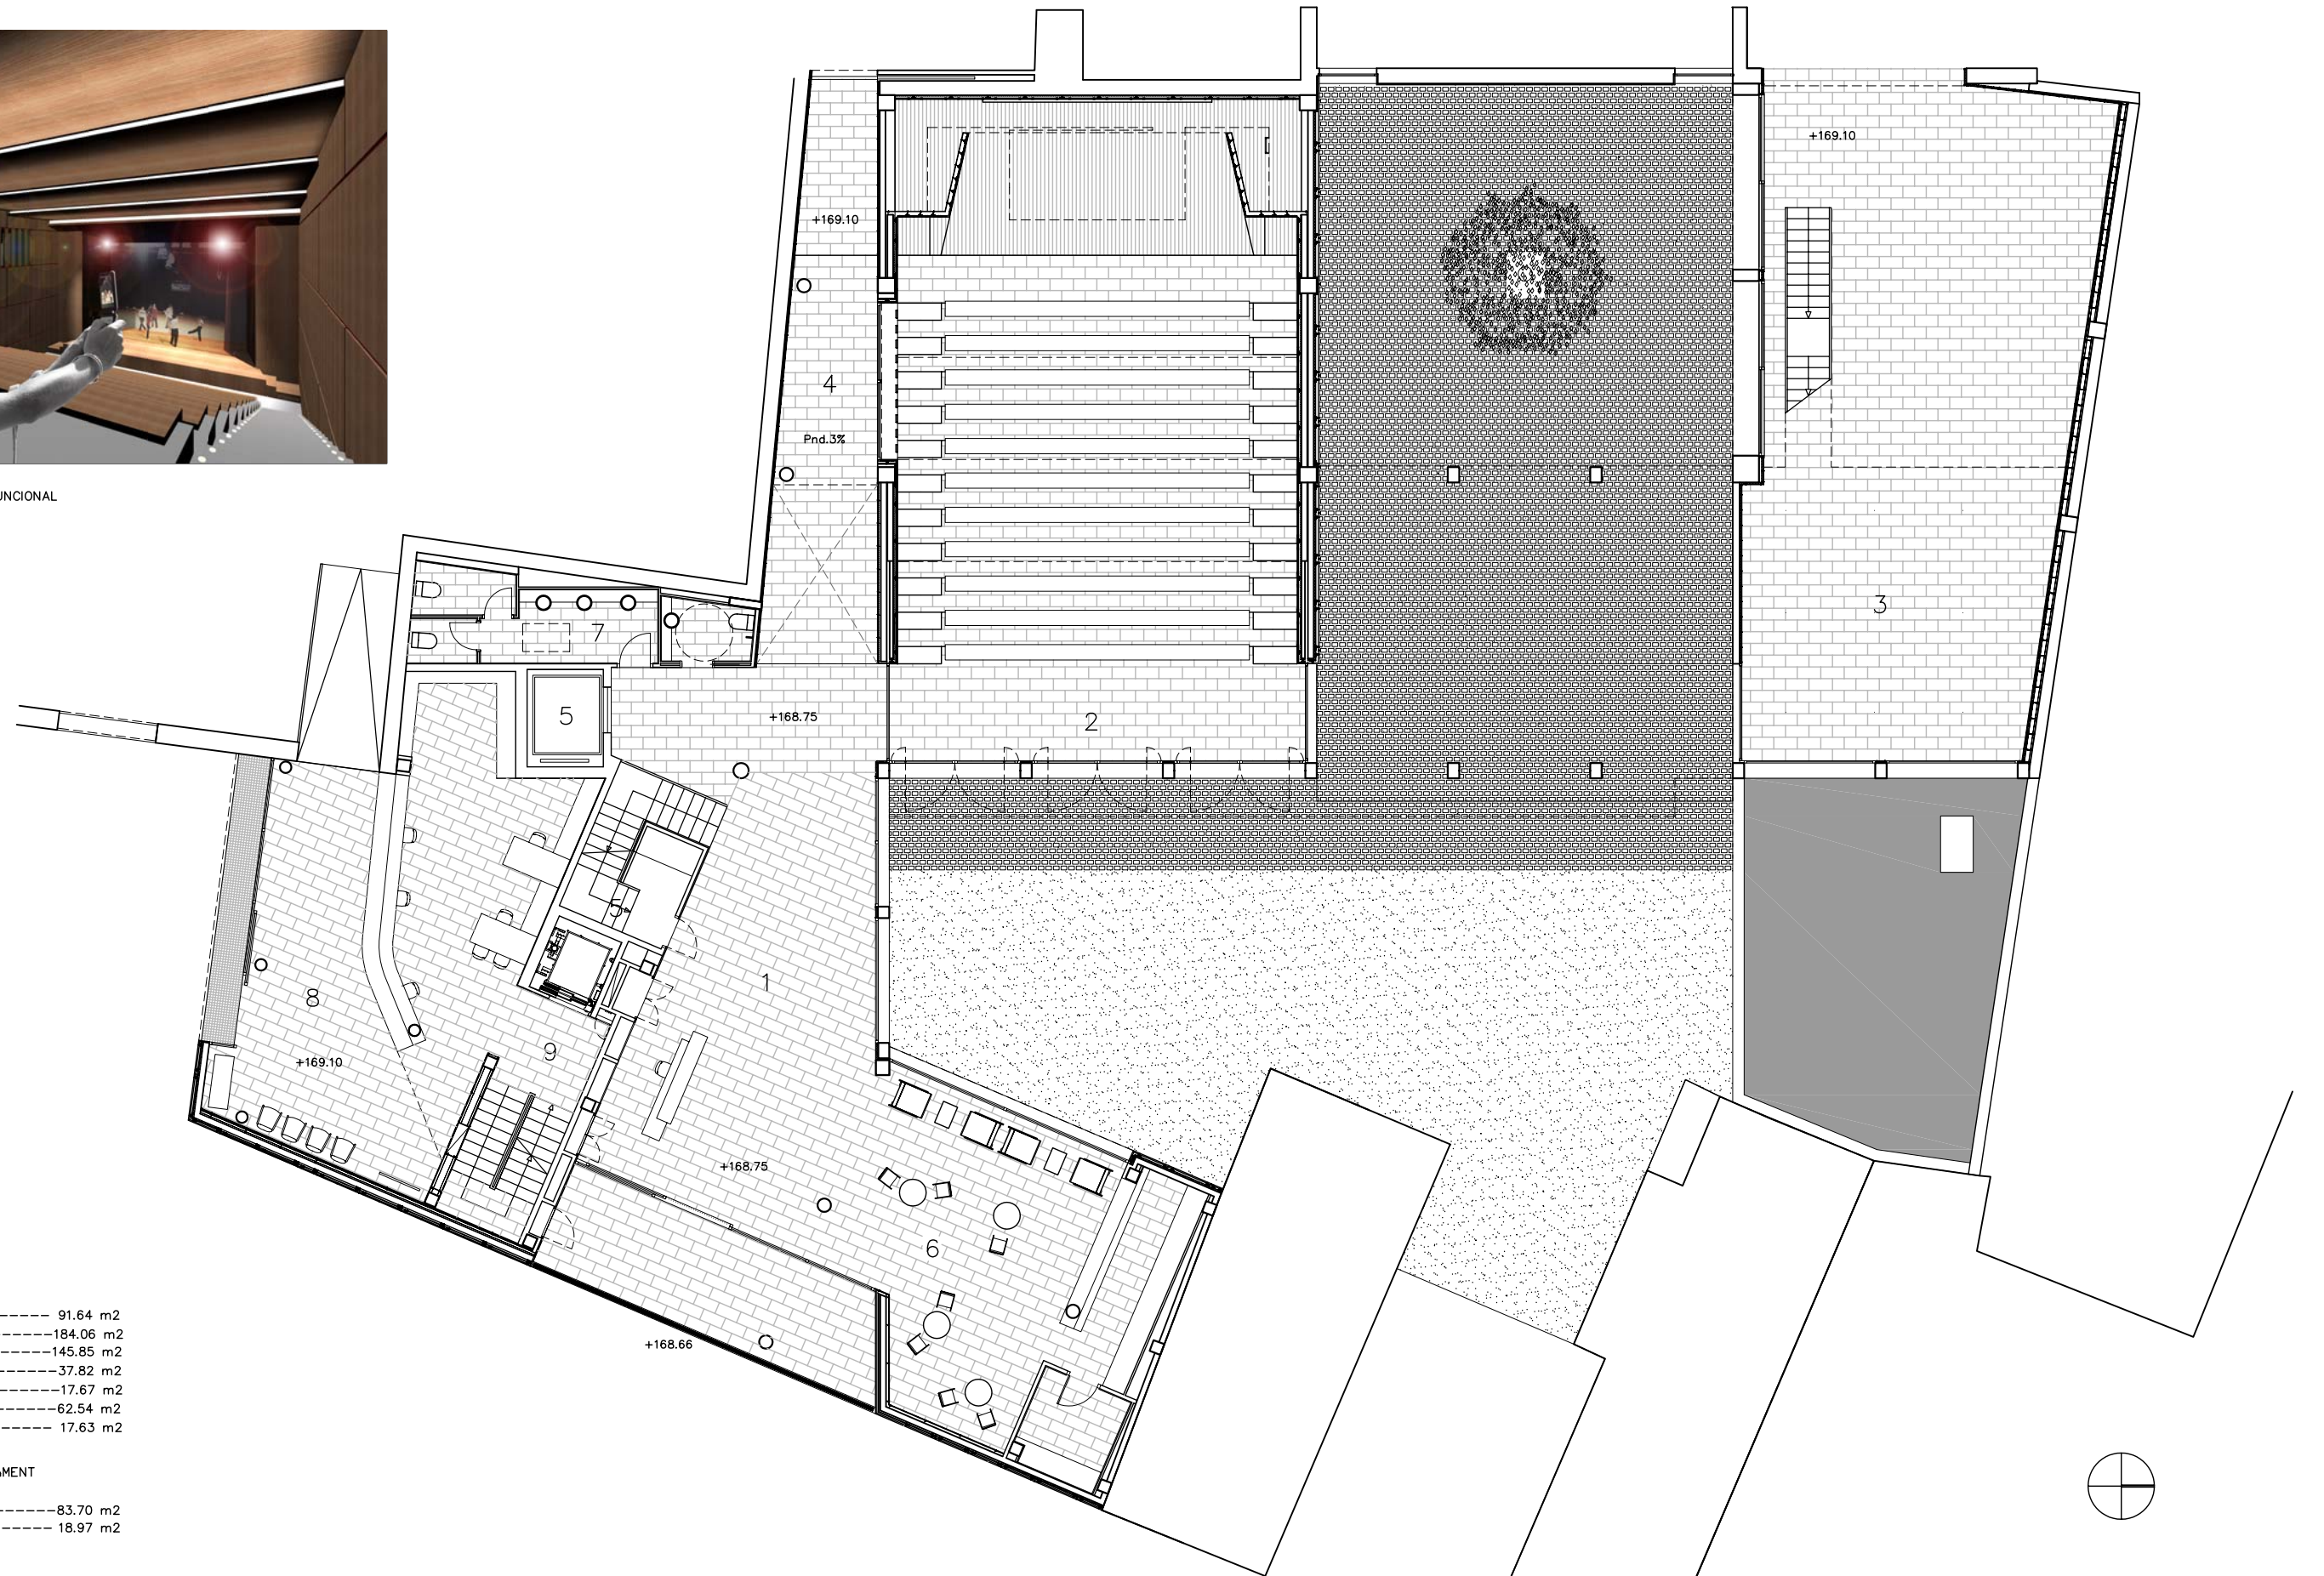 UNCIONAL
+169.10
+169.10
4
Pnd.3%
3
7
5
+168.75
2
5
1
8
9
+169.10
+168.75
6
+168.66
------ 91.64 m2
-------184.06 m2
-------145.85 m2
-------37.82 m2
-------17.67 m2
-------62.54 m2
------ 17.63 m2
AMENT
-------83.70 m2
------ 18.97 m2